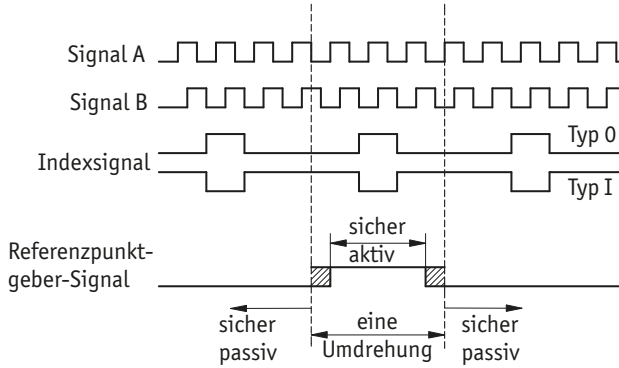 Signal A
Signal B
Typ 0
Indexsignal
Typ I
sicher
aktiv
Referenzpunkt-
geber-Signal
sicher
passiv
eine
Umdrehung
sicher
passiv